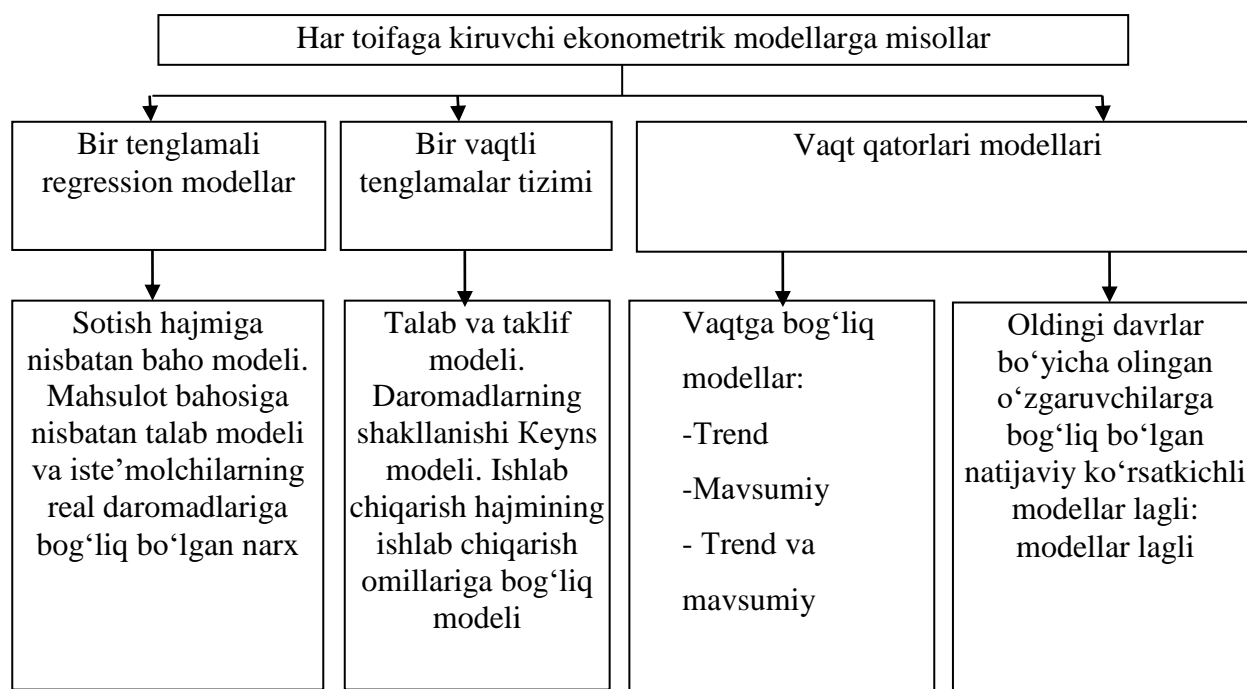 Har toifaga kiruvchi ekonometrik modellarga misollar
Bir tenglamali
regression modellar
Bir vaqtli
tenglamalar tizimi
Vaqt qatorlari modellari
Sotish hajmiga
nisbatan baho modeli.
Mahsulot bahosiga
nisbatan talab modeli
va iste’molchilarning
real daromadlariga
bog‘liq bo‘lgan narx
Talab va taklif
modeli.
Daromadlarning
shakllanishi Keyns
modeli. Ishlab
chiqarish hajmining
ishlab chiqarish
omillariga bog‘liq
modeli
Vaqtga bog‘liq
modellar:
-Trend
-Mavsumiy
- Trend va
mavsumiy
Oldingi davrlar
bo‘yicha olingan
o‘zgaruvchilarga
bog‘liq bo‘lgan
natijaviy ko‘rsatkichli
modellar lagli:
modellar lagli